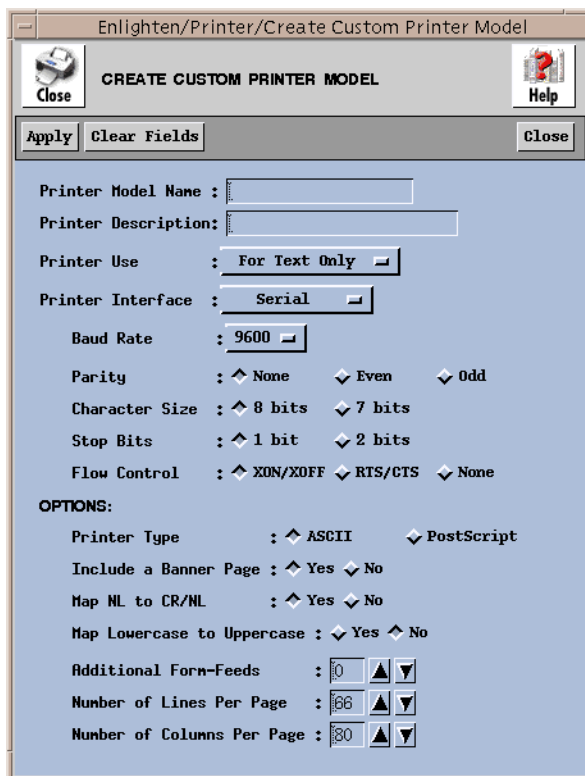 Enlighten/Printer/Create Custom Printer Model
Close
CREATE CUSTOM PRINTER MODEL
Help
Apply Clear Fields Close
Printer Model Name :
Printer Description:
Printer Use : For Text Only
Printer Interface : Serial
Baud Rate : 9600
Parity : None Even Odd
Character Size : 8 bits 7 bits
Stop Bits : 1 bit 2 bits
Flow Control : XON/XOFF RTS/CTS None
OPTIONS:
Printer Type : ASCII PostScript
Include a Banner Page : Yes No
Map NL to CR/NL : Yes No
Map Lowercase to Uppercase : Yes No
Additional Form-Feeds : 0
Number of Lines Per Page : 66
Number of Columns Per Page : 80